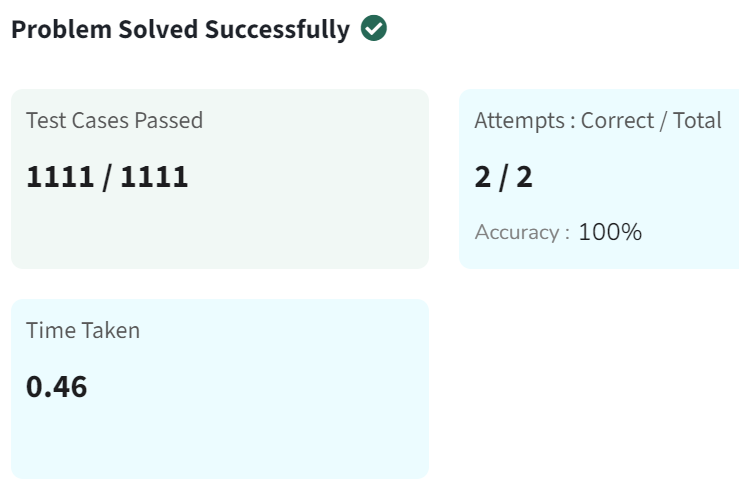 Problem Solved Successfully
Test Cases Passed
1111 / 1111
Attempts : Correct / Total
2 / 2
Accuracy : 100%
Time Taken
0.46